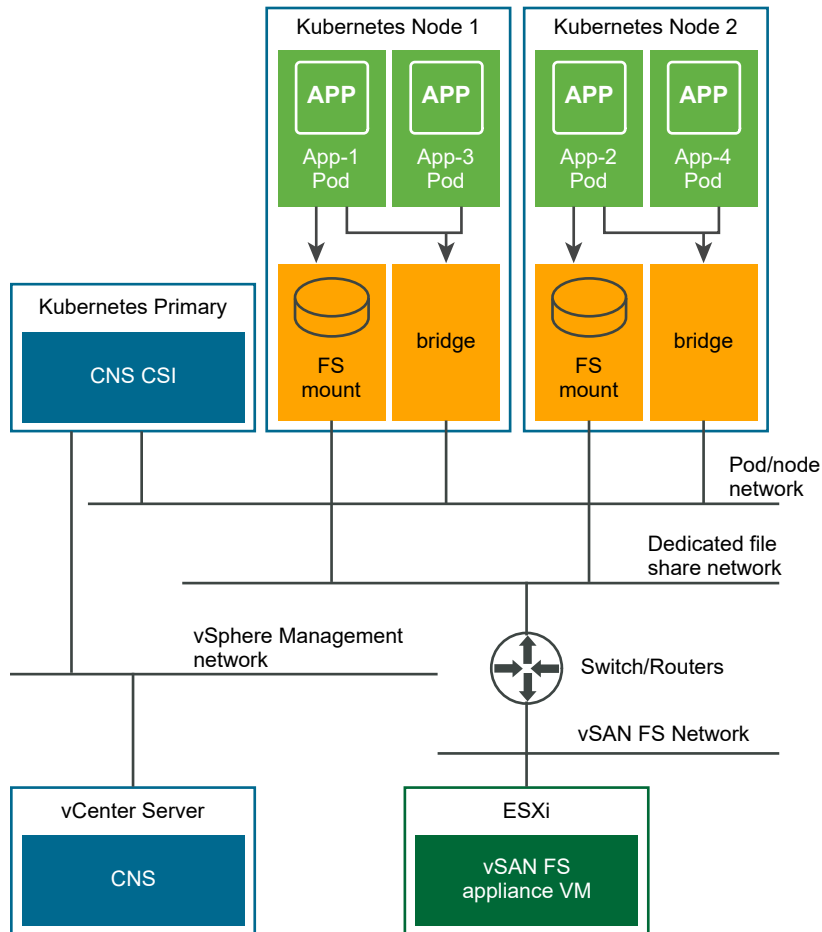 Kubernetes Node 1
Kubernetes Node 2
APP
APP
APP
APP
App-1
Pod
App-3
Pod
App-2
Pod
App-4
Pod
Kubernetes Primary
CNS CSI
FS
mount
bridge
FS
mount
bridge
Pod/node
network
Dedicated file
share network
vSphere Management
network
Switch/Routers
vSAN FS Network
vCenter Server
CNS
ESXi
vSAN FS
appliance VM